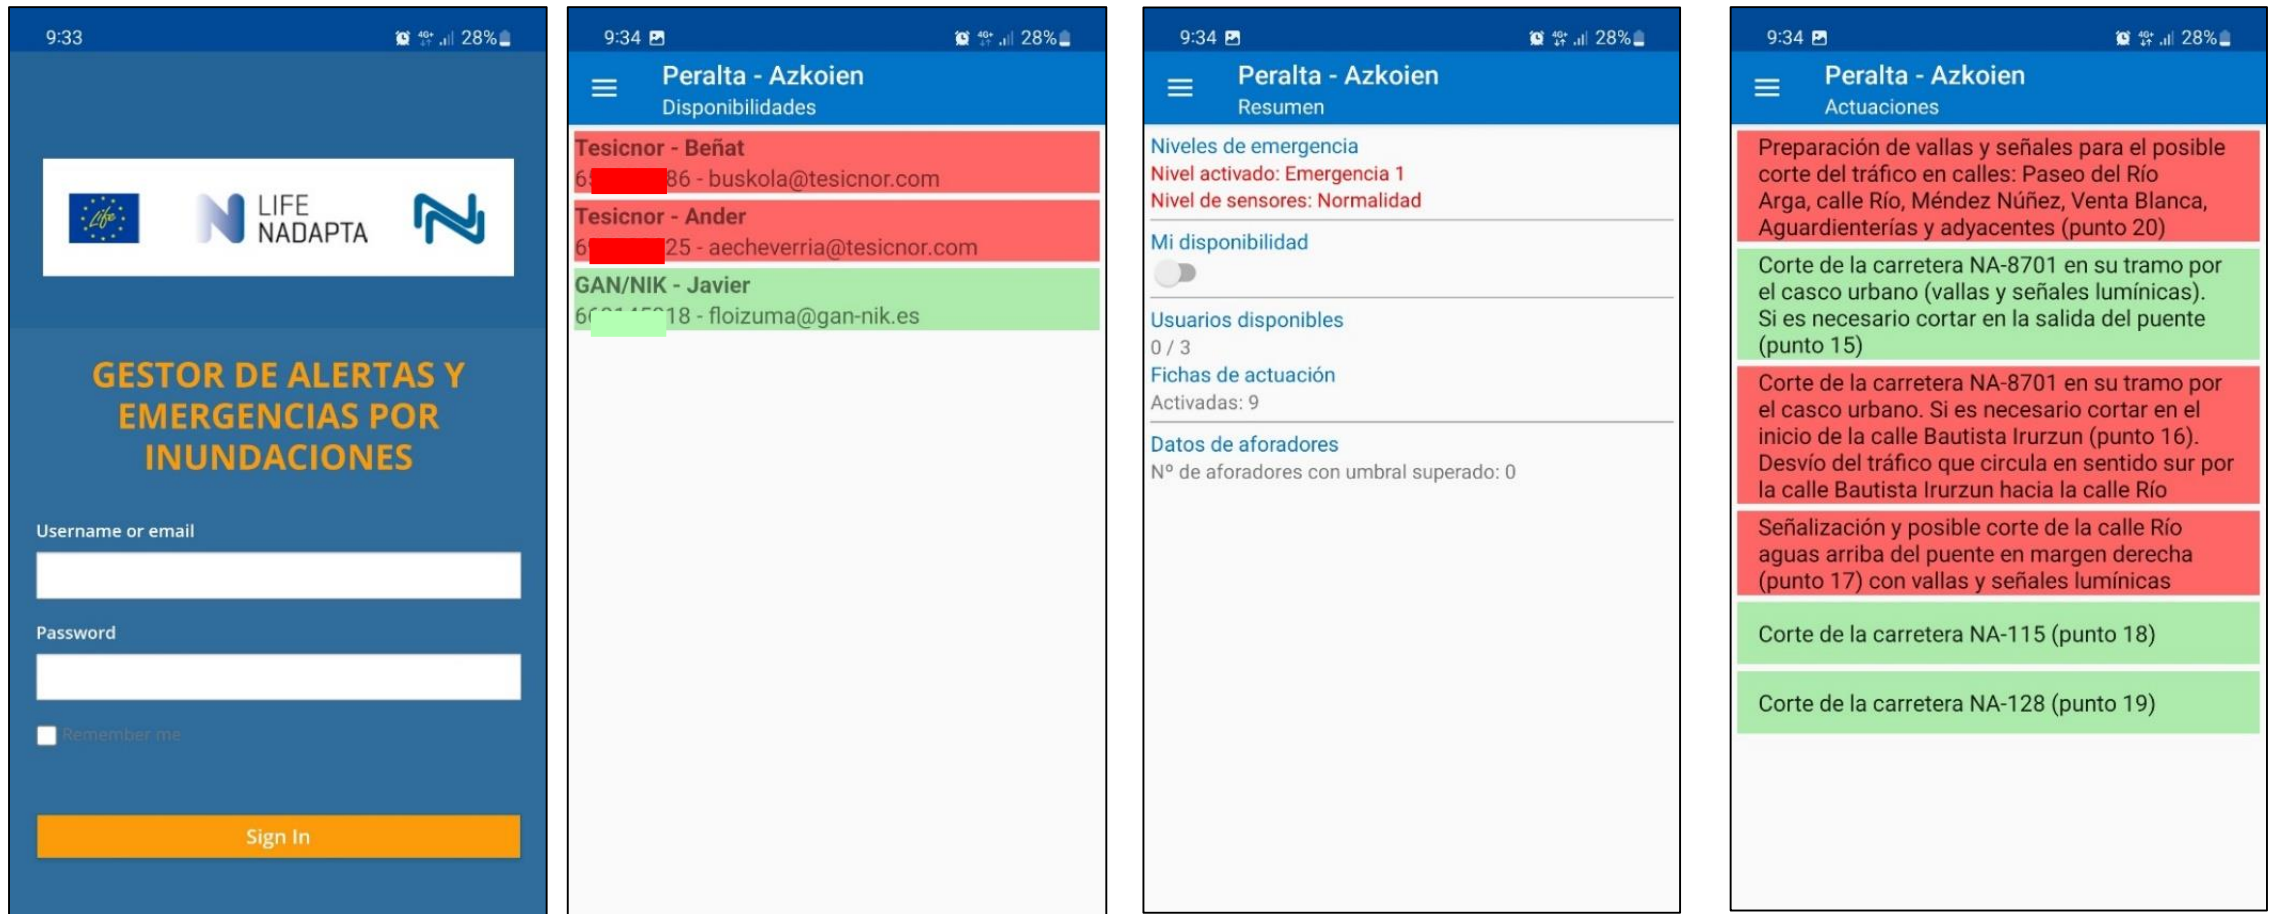 9:33
4G+
28%
Life
LIFE
NADAPTA
GESTOR DE ALERTAS Y
EMERGENCIAS POR
INUNDACIONES
Username or email
Password
Remember me
Sign In
9:34
4G+
28%
Peralta - Azkoien
Disponibilidades
Tesicnor - Beñat
86 - buskola@tesicnor.com
Tesicnor - Ander
25 - aecheverria@tesicnor.com
GAN/NIK - Javier
18 - floizuma@gan-nik.es
9:34
4G+
28%
Peralta - Azkoien
Resumen
Niveles de emergencia
Nivel activado: Emergencia 1
Nivel de sensores: Normalidad
Mi disponibilidad
Usuarios disponibles
0 / 3
Fichas de actuación
Activadas: 9
Datos de aforadores
Nº de aforadores con umbral superado: 0
9:34
4G+
28%
Peralta - Azkoien
Actuaciones
Preparación de vallas y señales para el posible
corte del tráfico en calles: Paseo del Río
Arga, calle Río, Méndez Núñez, Venta Blanca,
Aguardienterías y adyacentes (punto 20)
Corte de la carretera NA-8701 en su tramo por
el casco urbano (vallas y señales lumínicas).
Si es necesario cortar en la salida del puente
(punto 15)
Corte de la carretera NA-8701 en su tramo por
el casco urbano. Si es necesario cortar en el
inicio de la calle Bautista Irurzun (punto 16).
Desvío del tráfico que circula en sentido sur por
la calle Bautista Irurzun hacia la calle Río
Señalización y posible corte de la calle Río
aguas arriba del puente en margen derecha
(punto 17) con vallas y señales lumínicas
Corte de la carretera NA-115 (punto 18)
Corte de la carretera NA-128 (punto 19)